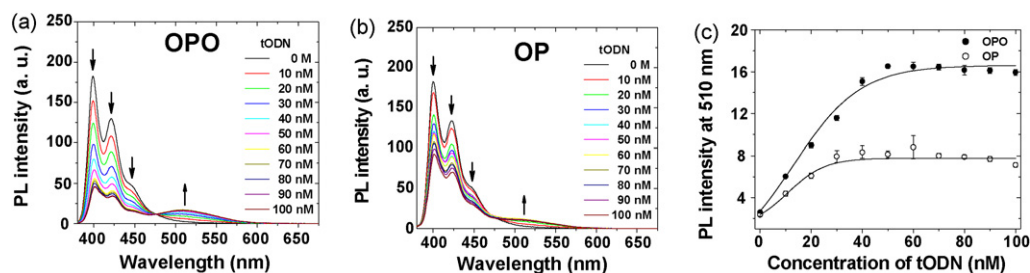 (a)
OPO
tODN
0 M
10 nM
20 nM
30 nM
40 nM
50 nM
60 nM
70 nM
80 nM
90 nM
100 nM
PL intensity (a. u.)
250
200
150
100
50
0
400 450 500 550 600 650
Wavelength (nm)
(b)
OP
tODN
0 M
10 nM
20 nM
30 nM
40 nM
50 nM
60 nM
70 nM
80 nM
90 nM
100 nM
PL intensity (a. u.)
250
200
150
100
50
0
400 450 500 550 600 650
Wavelength (nm)
(c)
OPO
OP
PL intensity at 510 nm
20
16
12
8
4
0 20 40 60 80 100
Concentration of tODN (nM)